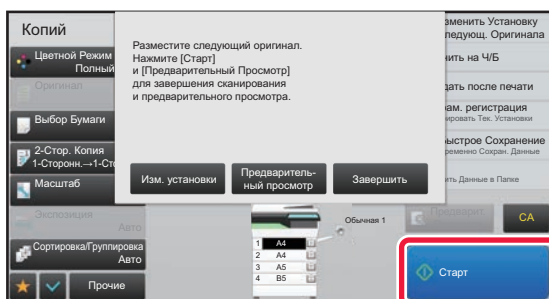 Копий
Цветной Режим
Полный
Оригинал
Выбор Бумаги
2-Стор. Копия
1-Сторонн.→1-Ст
Масштаб
Экспозиция
Авто
Сортировка/Группировка
Авто
Прочие
Разместите следующий оригинал.
Нажмите [Старт]
и [Предварительный Просмотр]
для завершения сканирования
и предварительного просмотра.
Изм. установки
Предваритель-
ный просмотр
Завершить
Обычная 1
1 A4
2 A4
3 A5
4 B5
зменить Установку
ледующ. Оригинала
нить на Ч/Б
дать после печати
ам. регистрация
ировать Тек. Установки
ыстрое Сохранение
ременно Сохран. Данные
ить Данные в Папке
Предварит
CA
Старт